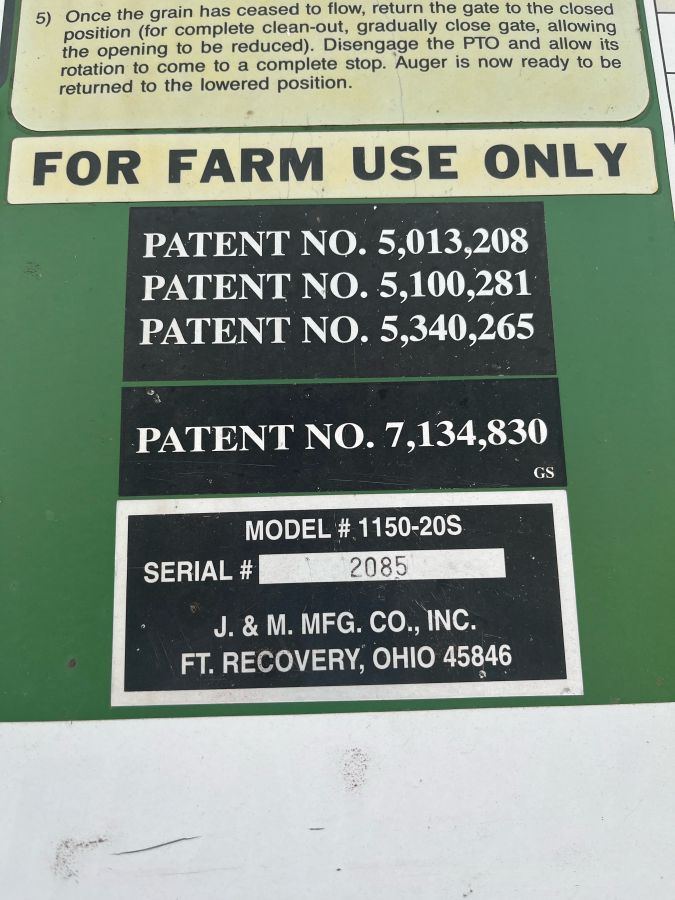 5) Once the grain has ceased to flow, return the gate to the closed
position (for complete clean-out, gradually close gate, allowing
the opening to be reduced). Disengage the PTO and allow its
rotation to come to a complete stop. Auger is now ready to be
returned to the lowered position.
FOR FARM USE ONLY
PATENT NO. 5,013,208
PATENT NO. 5,100,281
PATENT NO. 5,340,265
PATENT NO. 7,134,830
GS
MODEL # 1150-20S
SERIAL # 2085
J. & M. MFG. CO., INC.
FT. RECOVERY, OHIO 45846